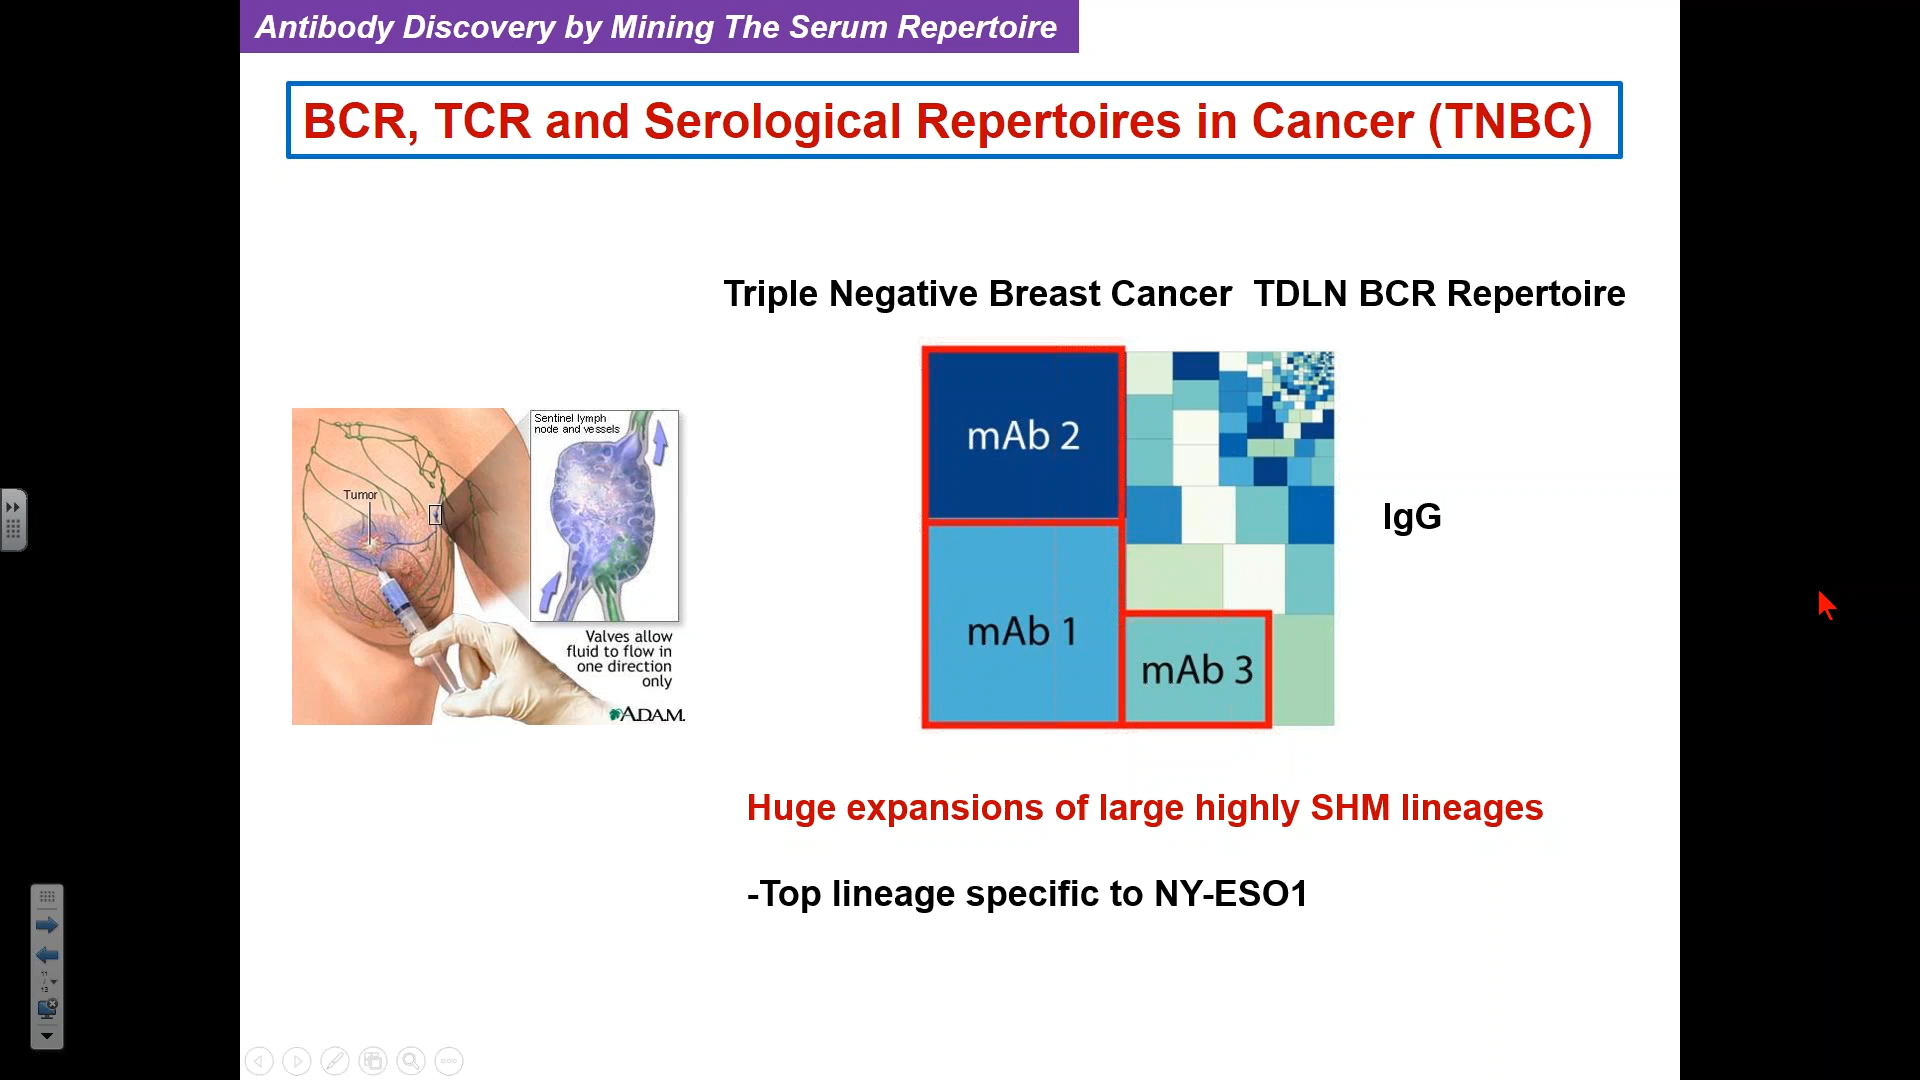 Antibody Discovery by Mining The Serum Repertoire
BCR, TCR and Serological Repertoires in Cancer (TNBC)
Triple Negative Breast Cancer  TDLN BCR Repertoire
Sentinel lymph
node and vessels
Tumor
Valves allow
fluid to flow in
one direction
only
A.D.A.M.
mAb 2
mAb 1
mAb 3
IgG
Huge expansions of large highly SHM lineages
-Top lineage specific to NY-ESO1
11
/
13